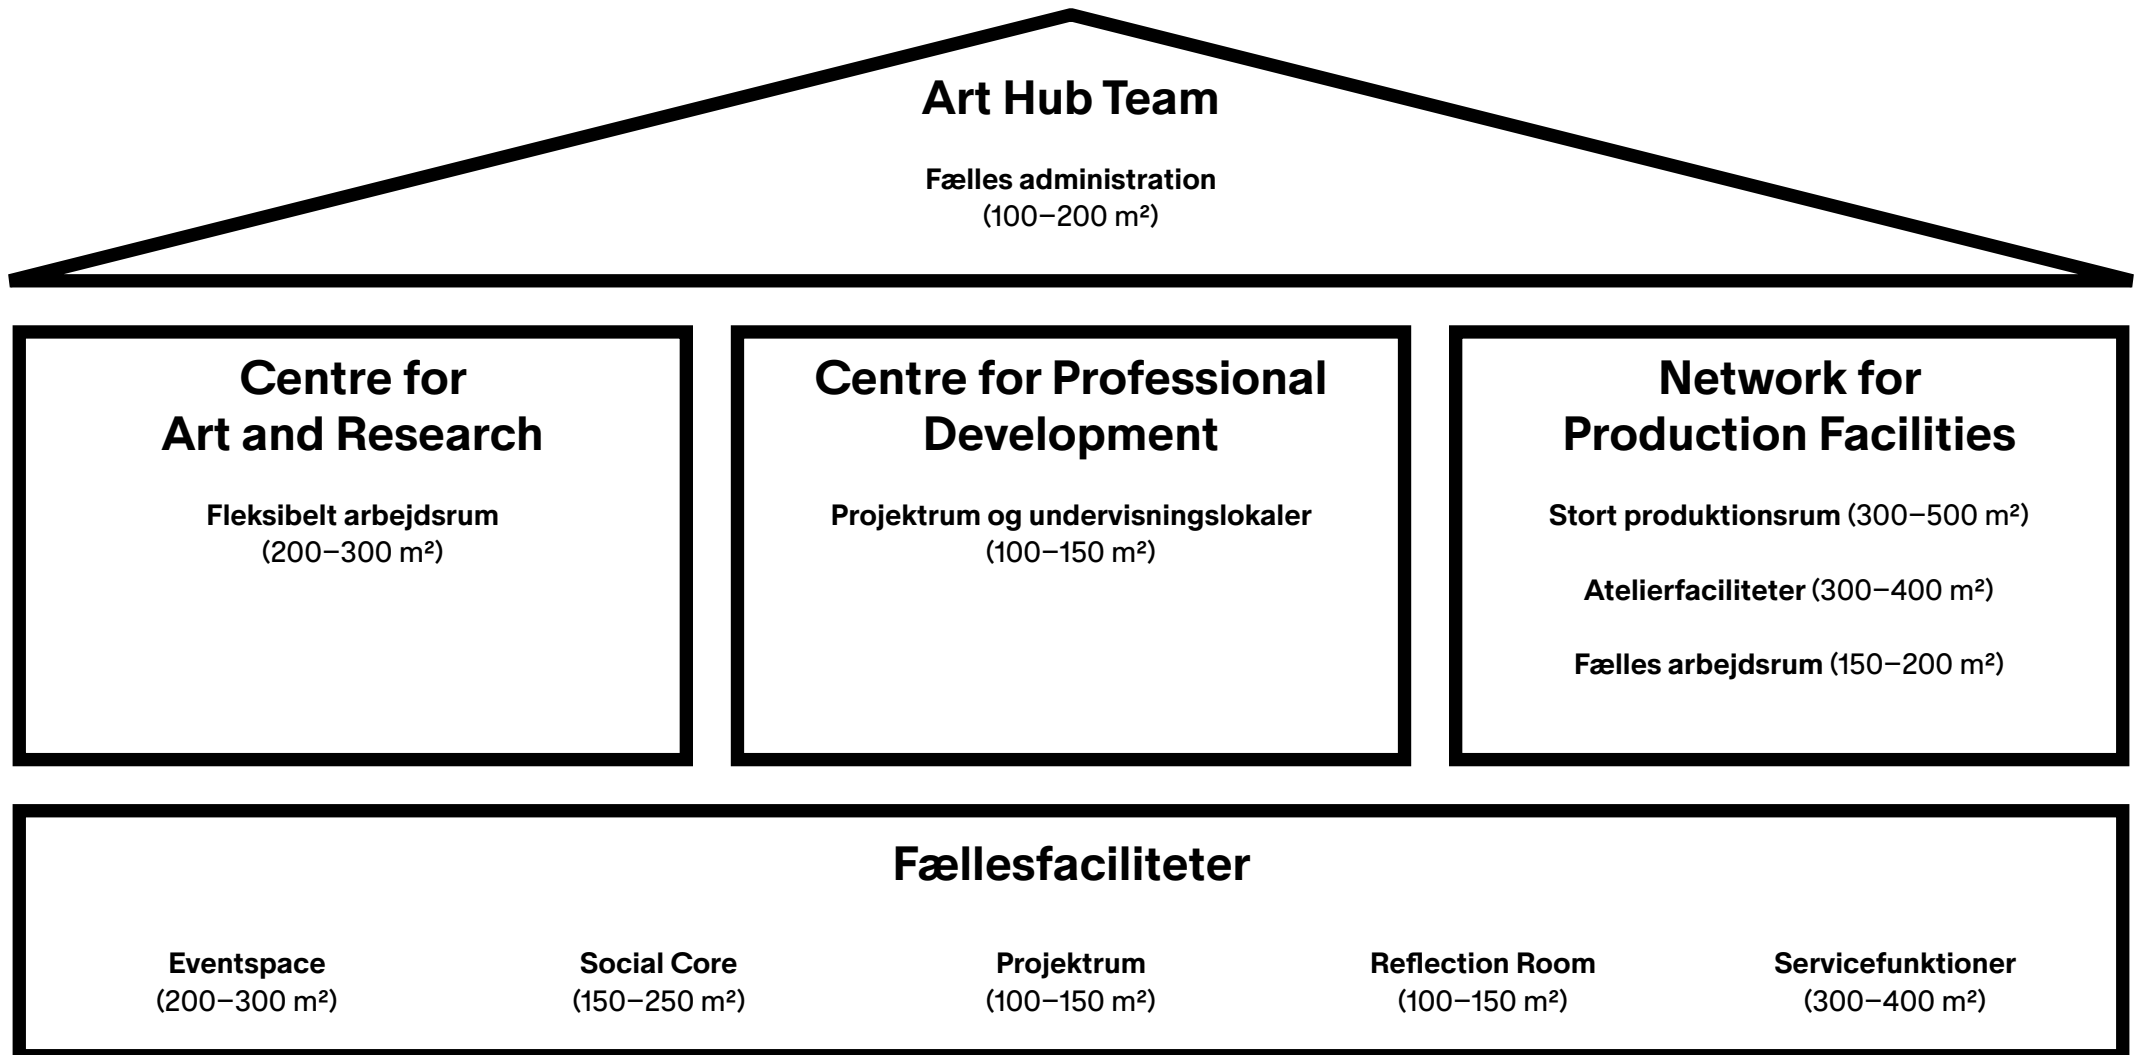 Art Hub Team
Fælles administration
(100–200 m²)
Centre for
Art and Research
Fleksibelt arbejdsrum
(200–300 m²)
Centre for Professional
Development
Projektrum og undervisningslokaler
(100–150 m²)
Network for
Production Facilities
Stort produktionsrum (300–500 m²)
Atelierfaciliteter (300–400 m²)
Fælles arbejdsrum (150–200 m²)
Fællesfaciliteter
Eventspace
(200–300 m²)
Social Core
(150–250 m²)
Projektrum
(100–150 m²)
Reflection Room
(100–150 m²)
Servicefunktioner
(300–400 m²)